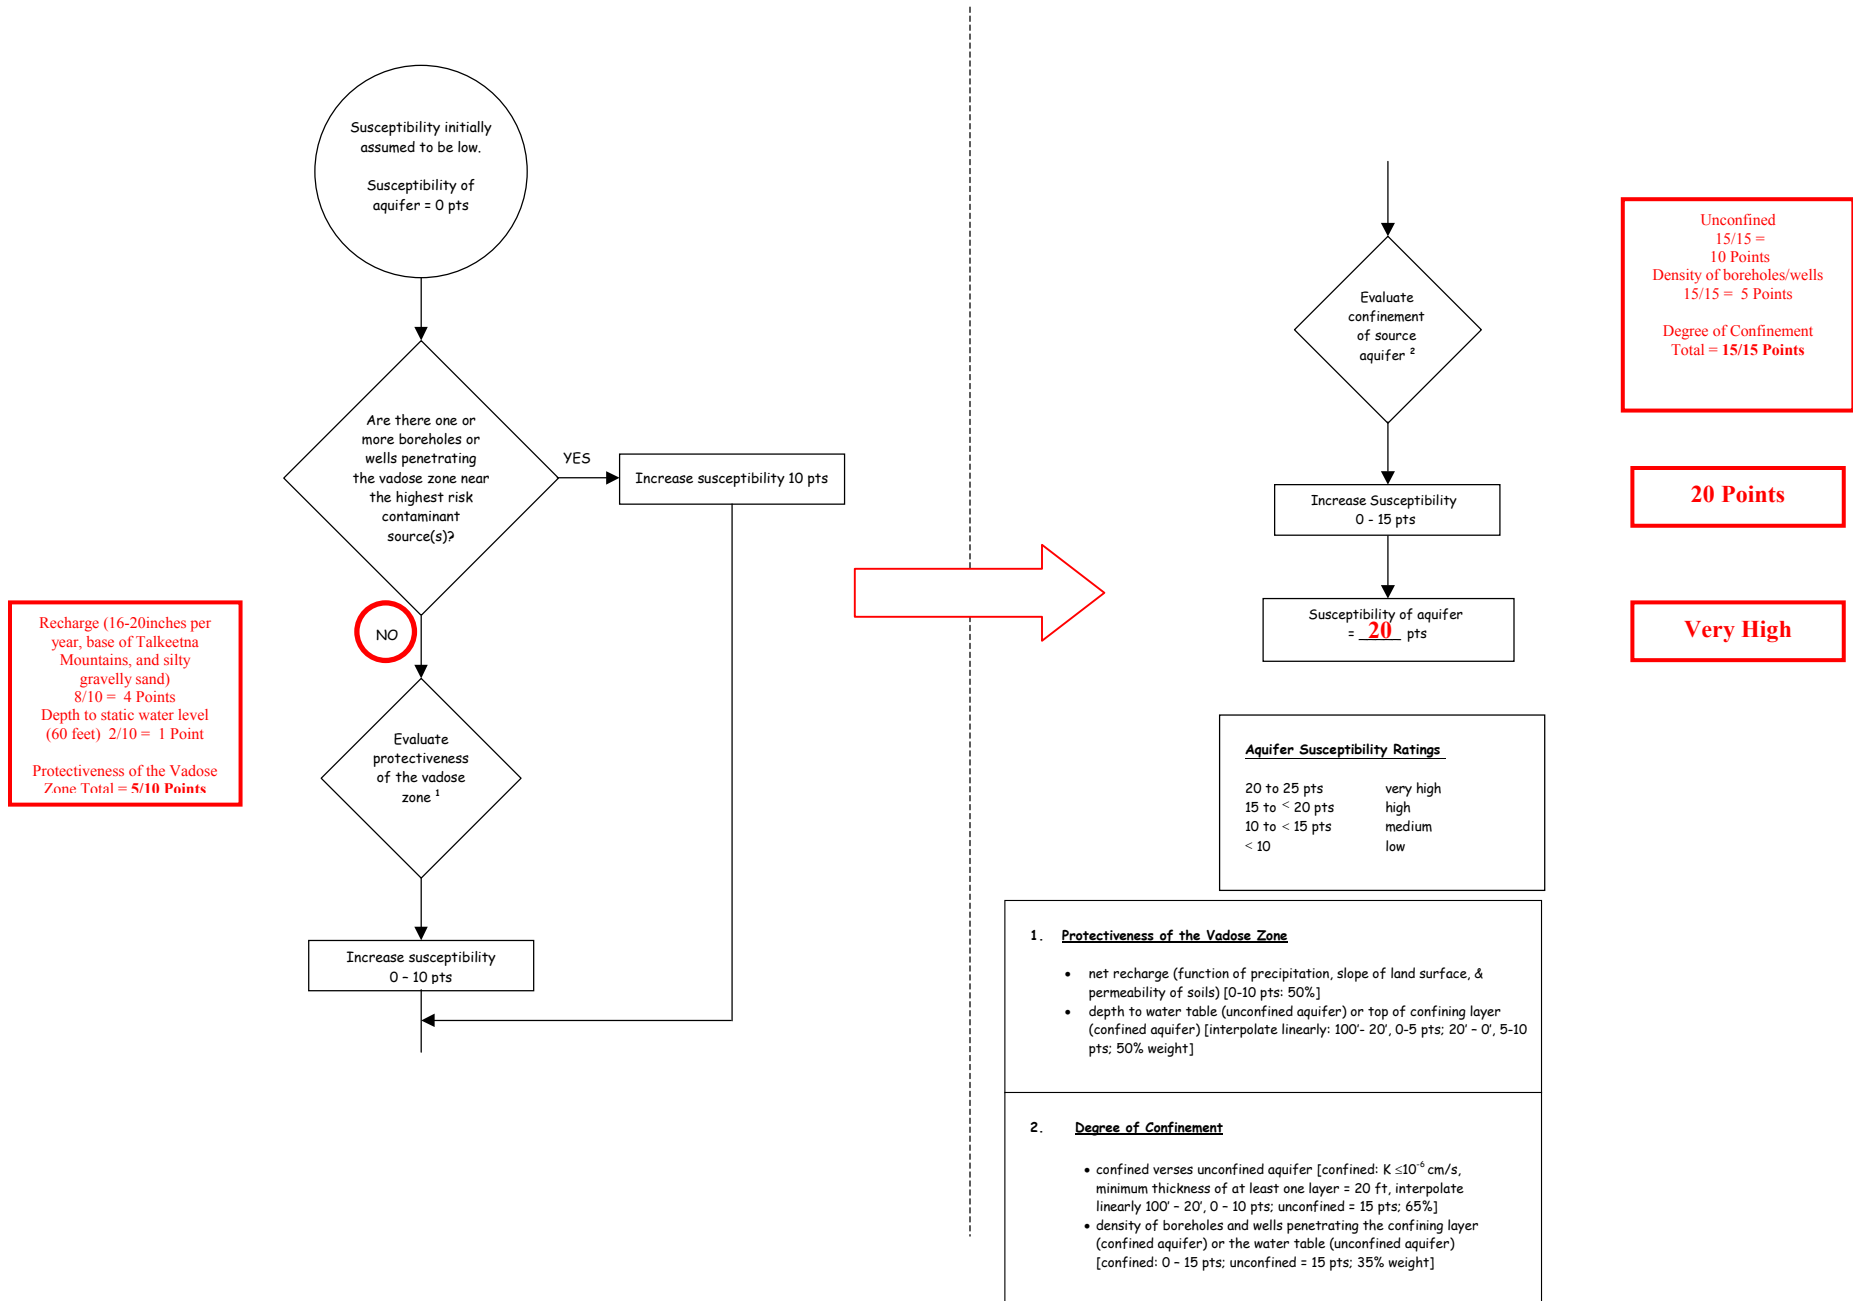 Susceptibility initially
assumed to be low.
Susceptibility of
aquifer = 0 pts
Are there one or
more boreholes or
wells penetrating
the vadose zone near
the highest risk
contaminant
source(s)?
YES
Increase susceptibility 10 pts
NO
Recharge (16-20inches per
year, base of Talkeetna
Mountains, and silty
gravelly sand)
8/10 = 4 Points
Depth to static water level
(60 feet) 2/10 = 1 Point
Protectiveness of the Vadose
Zone Total = 5/10 Points
Evaluate
protectiveness
of the vadose
zone 1
Increase susceptibility
0 – 10 pts
Evaluate
confinement
of source
aquifer 2
Unconfined
15/15 =
10 Points
Density of boreholes/wells
15/15 = 5 Points
Degree of Confinement
Total = 15/15 Points
Increase Susceptibility
0 - 15 pts
20 Points
Susceptibility of aquifer
= 20 pts
Very High
Aquifer Susceptibility Ratings
20 to 25 pts very high
15 to < 20 pts high
10 to < 15 pts medium
< 10 low
1. Protectiveness of the Vadose Zone
• net recharge (function of precipitation, slope of land surface, &
permeability of soils) [0-10 pts: 50%]
• depth to water table (unconfined aquifer) or top of confining layer
(confined aquifer) [interpolate linearly: 100'- 20', 0-5 pts; 20' – 0', 5-10
pts; 50% weight]
2. Degree of Confinement
• confined verses unconfined aquifer [confined: K ≤10⁻⁶ cm/s,
minimum thickness of at least one layer = 20 ft, interpolate
linearly 100' – 20', 0 – 10 pts; unconfined = 15 pts; 65%]
• density of boreholes and wells penetrating the confining layer
(confined aquifer) or the water table (unconfined aquifer)
[confined: 0 – 15 pts; unconfined = 15 pts; 35% weight]